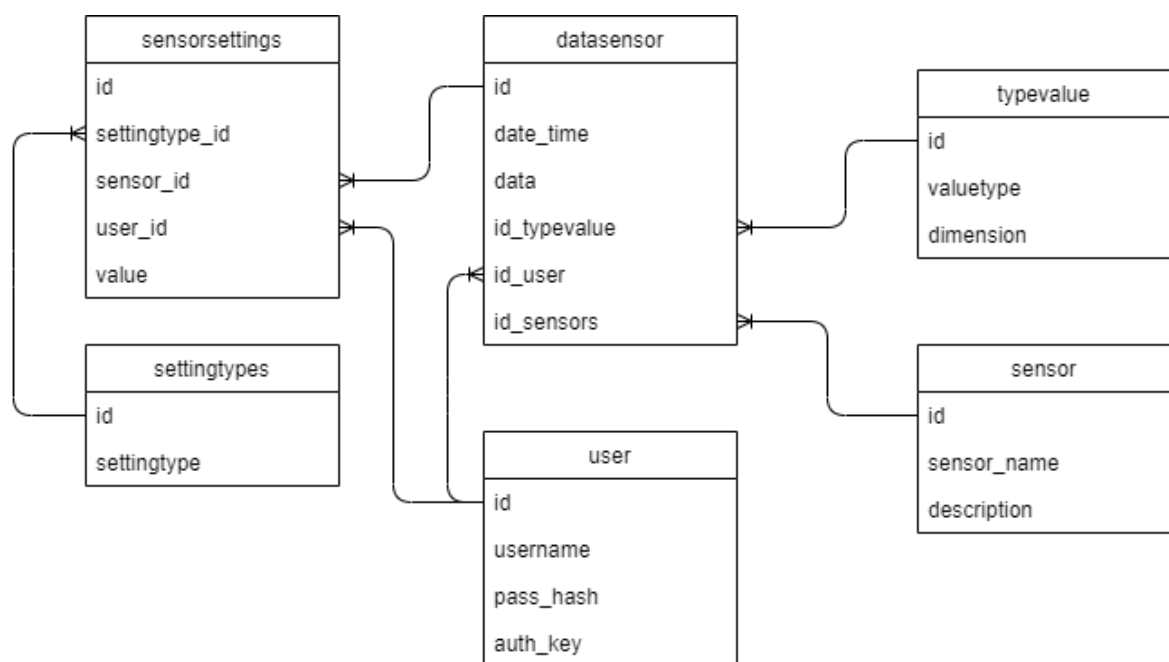 sensorsettings
id
settingtype_id
sensor_id
user_id
value
settingtypes
id
settingtype
datasensor
id
date_time
data
id_typevalue
id_user
id_sensors
user
id
username
pass_hash
auth_key
typevalue
id
valuetype
dimension
sensor
id
sensor_name
description